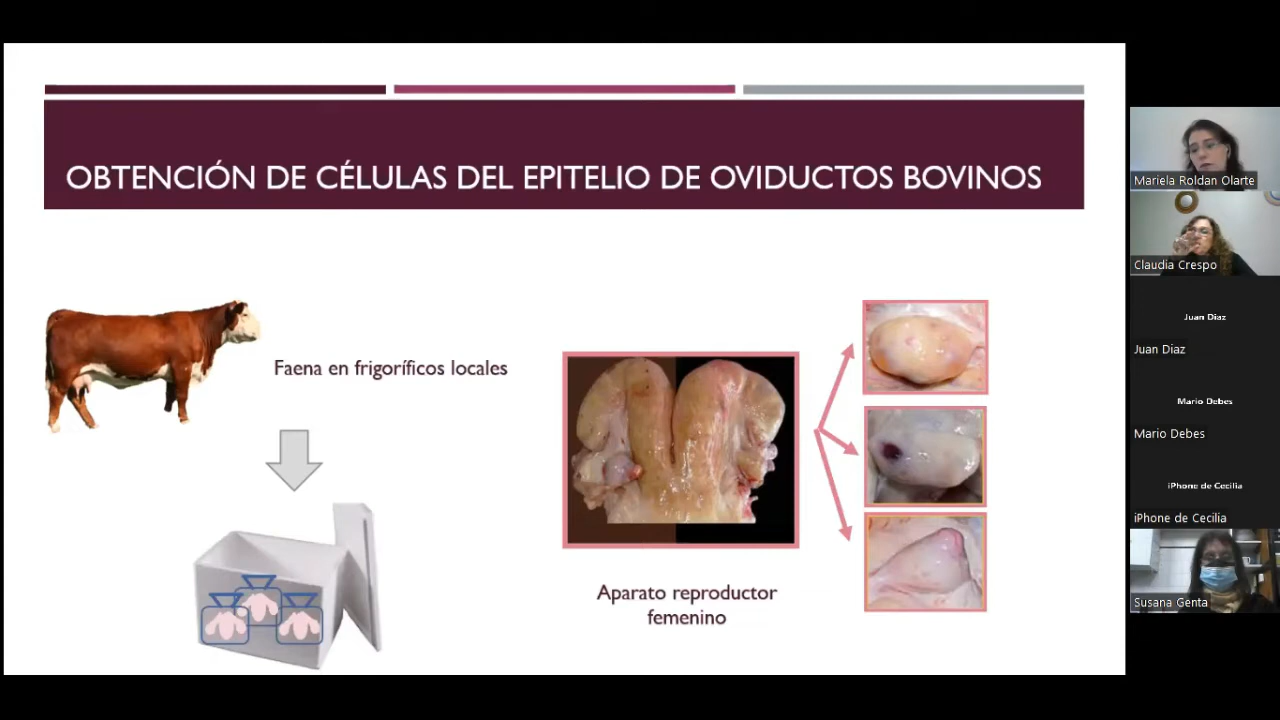 OBTENCIÓN DE CÉLULAS DEL EPITELIO DE OVIDUCTOS BOVINOS
Faena en frigoríficos locales
Aparato reproductor
femenino
Mariela Roldan Olarte
Claudia Crespo
Juan Diaz
Juan Diaz
Mario Debes
Mario Debes
iPhone de Cecilia
iPhone de Cecilia
Susana Genta